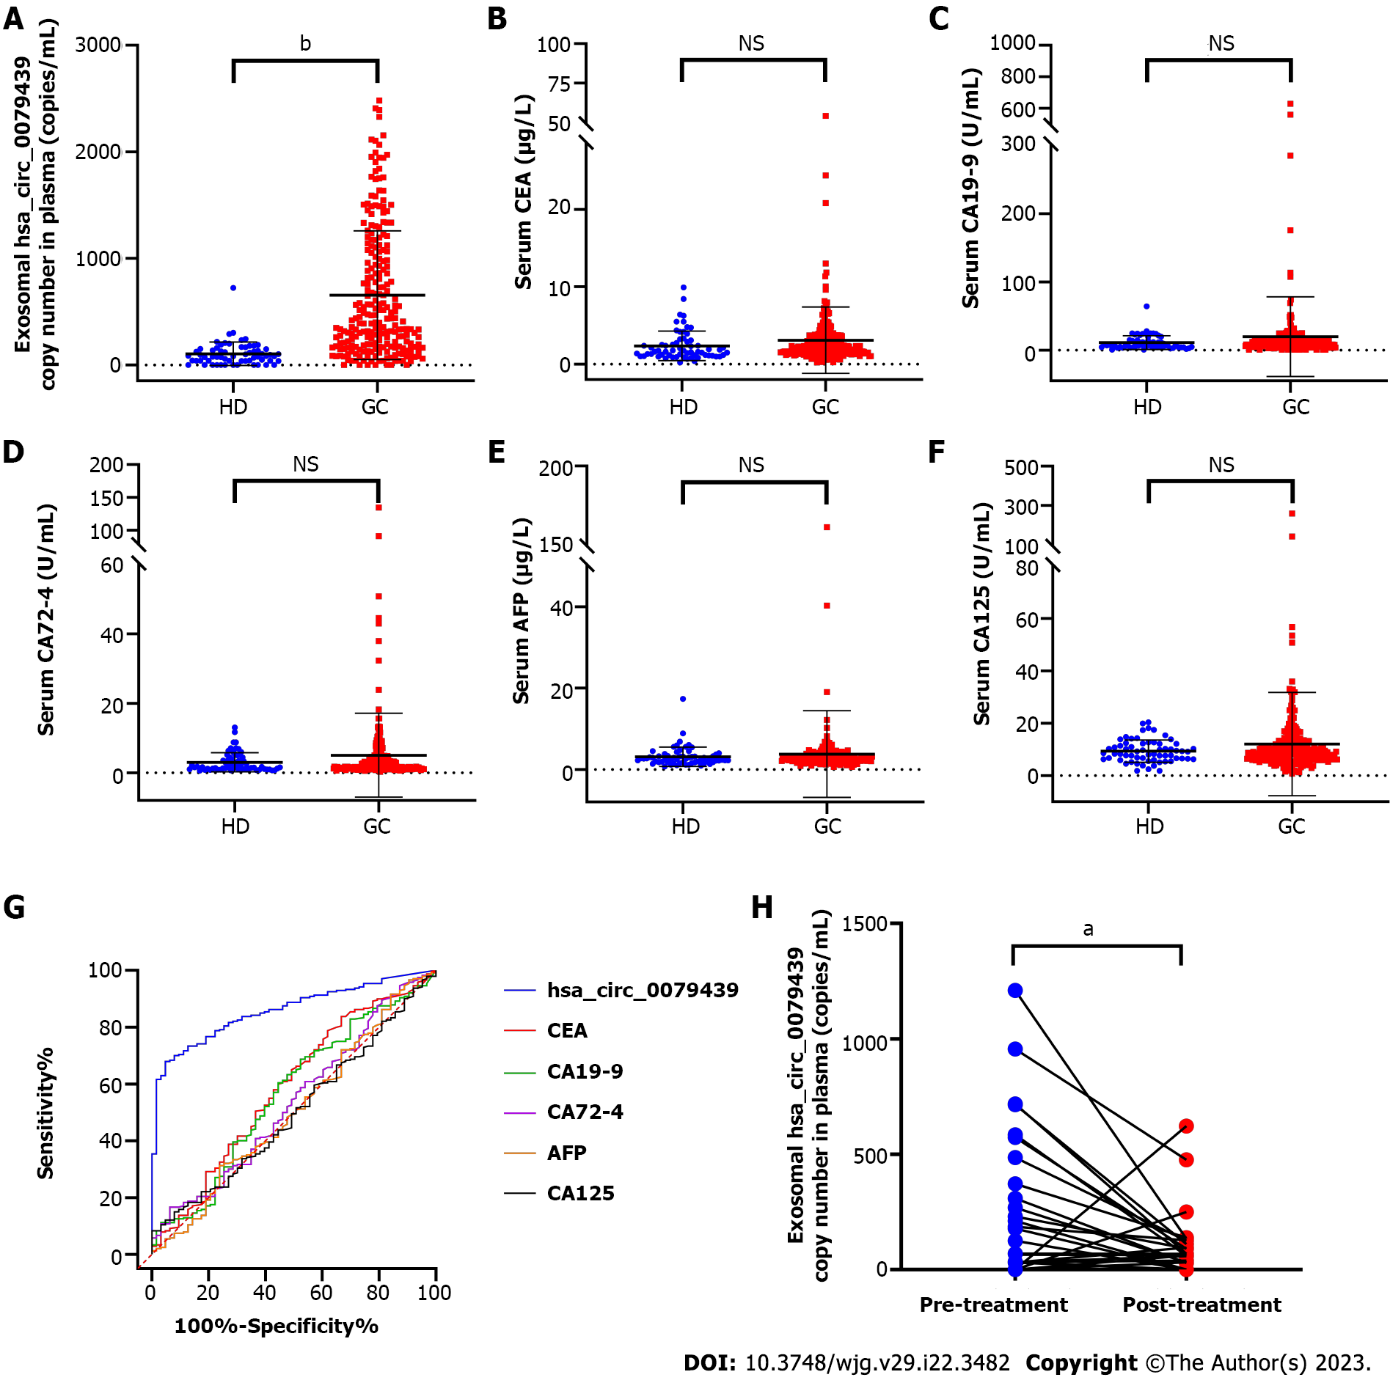 A
Exosomal hsa_circ_0079439
copy number in plasma (copies/mL)
3000
2000
1000
0
b
HD
GC
B
Serum CEA (µg/L)
100
75
50
20
10
0
NS
HD
GC
C
Serum CA19-9 (U/mL)
1000
800
600
300
200
100
0
NS
HD
GC
D
Serum CA72-4 (U/mL)
200
150
100
60
40
20
0
NS
HD
GC
E
Serum AFP (µg/L)
200
150
40
20
0
NS
HD
GC
F
Serum CA125 (U/mL)
500
300
100
80
60
40
20
0
NS
HD
GC
G
Sensitivity%
100
80
60
40
20
0
0 20 40 60 80 100
100%-Specificity%
hsa_circ_0079439
CEA
CA19-9
CA72-4
AFP
CA125
H
Exosomal hsa_circ_0079439
copy number in plasma (copies/mL)
1500
1000
500
0
a
Pre-treatment
Post-treatment
DOI: 10.3748/wjg.v29.i22.3482 Copyright ©The Author(s) 2023.